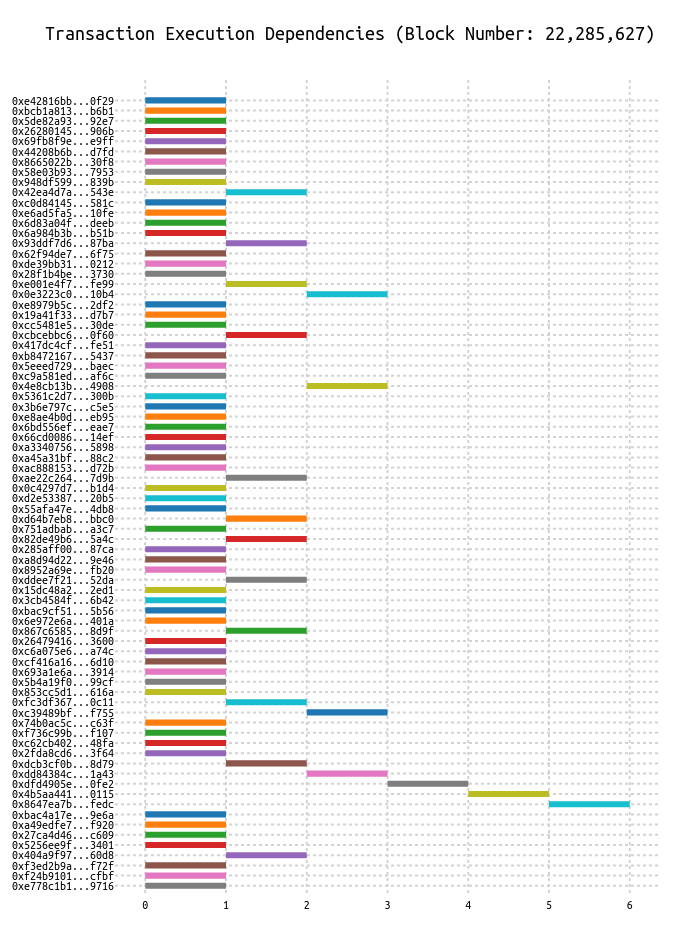 Transaction Execution Dependencies (Block Number: 22,285,627)
0xe42816bb...0f29
0xbcb1a813...b6b1
0x5de82a93...92e7
0x26280145...906b
0x69fb8f9e...e9ff
0x44208b6b...d7fd
0x8665022b...30f8
0x58e03b93...7953
0x948df599...839b
0x42ea4d7a...543e
0xc0d84145...581c
0xe6ad5fa5...10fe
0x6d83a04f...deeb
0x6a984b3b...b51b
0x93ddf7d6...87ba
0x62f94de7...6f75
0xde39bb31...0212
0x28f1b4be...3730
0xe001e4f7...fe99
0x0e3223c0...10b4
0xe8979b5c...2df2
0x19a41f33...d7b7
0xcc5481e5...30de
0xcbcebbc6...0f60
0x417dc4cf...fe51
0xb8472167...5437
0x5eeed729...baec
0xc9a581ed...af6c
0x4e8cb13b...4908
0x5361c2d7...300b
0x3b6e797c...c5e5
0xe8ae4b0d...eb95
0x6bd556ef...eae7
0x66cd0086...14ef
0xa3340756...5898
0xa45a31bf...88c2
0xac888153...d72b
0xae22c264...7d9b
0x0c4297d7...b1d4
0xd2e53387...20b5
0x55afa47e...4db8
0xd64b7eb8...bbc0
0x751adbab...a3c7
0x82de49b6...5a4c
0x285aff00...87ca
0xa8d94d22...9e46
0x8952a69e...fb20
0xddee7f21...52da
0x15dc48a2...2ed1
0x3cb4584f...6b42
0xbac9cf51...5b56
0x6e972e6a...401a
0x867c6585...8d9f
0x26479416...3600
0xc6a075e6...a74c
0xcf416a16...6d10
0x693a1e6a...3914
0x5b4a19f0...99cf
0x853cc5d1...616a
0xfc3df367...0c11
0xc39489bf...f755
0x74b0ac5c...c63f
0xf736c99b...f107
0xc62cb402...48fa
0x2fda8cd6...3f64
0xdcb3cf0b...8d79
0xdd84384c...1a43
0xdfd4905e...0fe2
0x4b5aa441...0115
0x8647ea7b...fedc
0xbac4a17e...9e6a
0xa49edfe7...f920
0x27ca4d46...c609
0x5256ee9f...3401
0x404a9f97...60d8
0xf3ed2b9a...f72f
0xf24b9101...cfbf
0xe778c1b1...9716
0 1 2 3 4 5 6